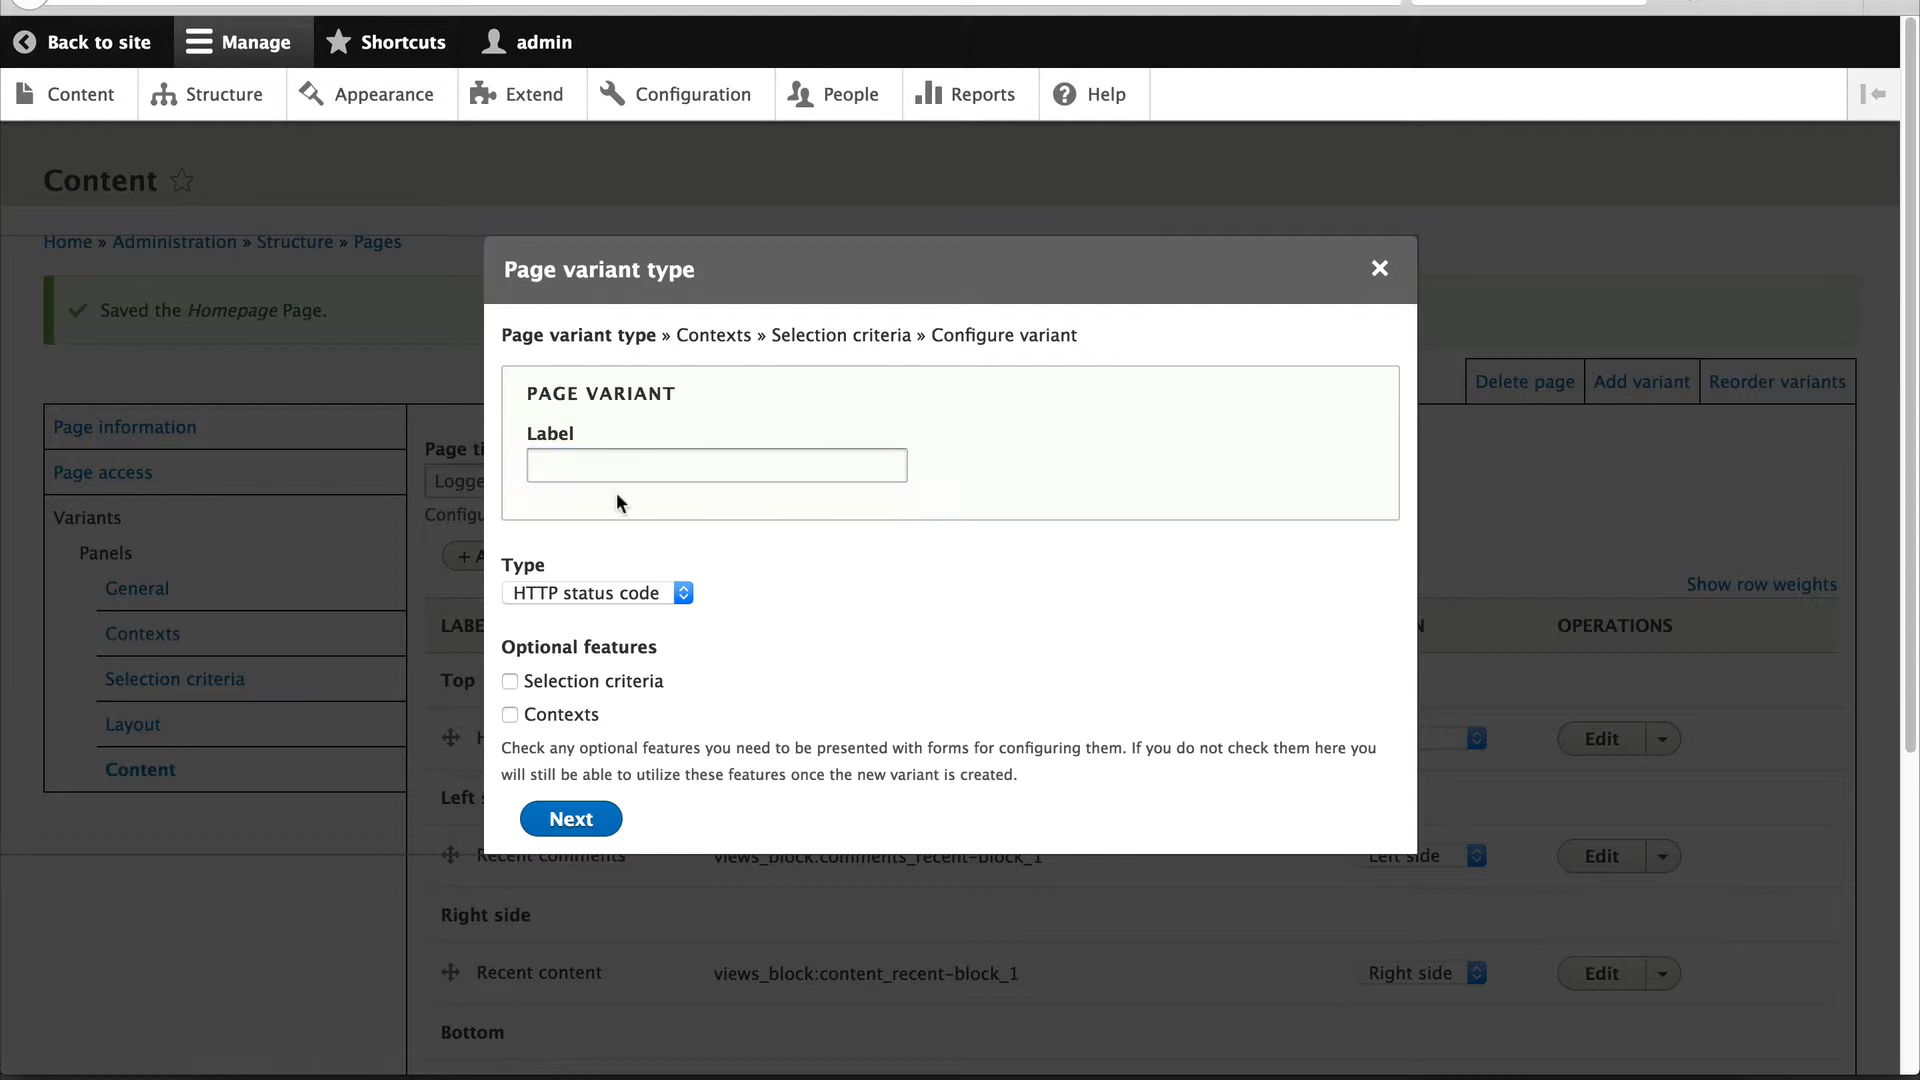 Back to site Manage Shortcuts admin
Content Structure Appearance Extend Configuration People Reports Help
Content
Home » Administration » Structure » Pages
Saved the Homepage Page.
Page variant type
Page variant type » Contexts » Selection criteria » Configure variant
PAGE VARIANT
Label
Type
HTTP status code
Optional features
Selection criteria
Contexts
Check any optional features you need to be presented with forms for configuring them. If you do not check them here you
will still be able to utilize these features once the new variant is created.
Next
Delete page Add variant Reorder variants
Page information
Page access
Variants
Panels
General
Contexts
Selection criteria
Layout
Content
Page ti
Logge
Configu
+ A
Show row weights
LABE N OPERATIONS
Top
H Edit
Left s
Recent comments views_block:comments_recent-block_1 Left side Edit
Right side
Recent content views_block:content_recent-block_1 Right side Edit
Bottom